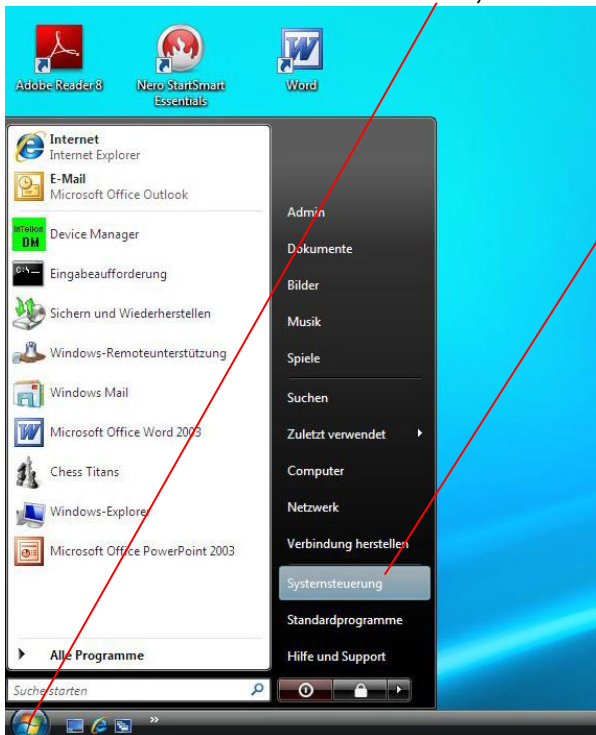 Adobe Reader 8
Nero StartSmart
Essentials
Word
Internet
Internet Explorer
E-Mail
Microsoft Office Outlook
Device Manager
Eingabeaufforderung
Sichern und Wiederherstellen
Windows-Remoteunterstützung
Windows Mail
Microsoft Office Word 2003
Chess Titans
Windows-Explorer
Microsoft Office PowerPoint 2003
Alle Programme
Suche starten
Admin
Dokumente
Bilder
Musik
Spiele
Suchen
Zuletzt verwendet
Computer
Netzwerk
Verbindung herstellen
Systemsteuerung
Standardprogramme
Hilfe und Support